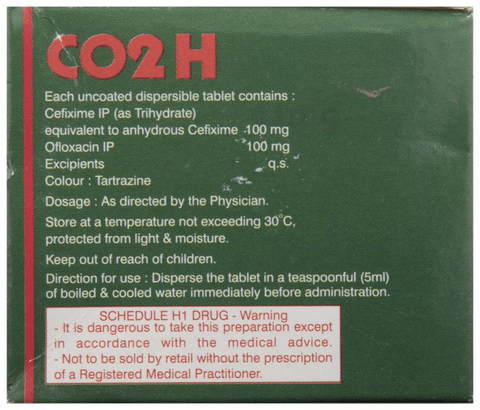 CO2H
Each uncoated dispersible tablet contains :
Cefixime IP (as Trihydrate)
equivalent to anhydrous Cefixime 100 mg
Ofloxacin IP 100 mg
Excipients q.s.
Colour : Tartrazine
Dosage : As directed by the Physician.
Store at a temperature not exceeding 30°C,
protected from light & moisture.
Keep out of reach of children.
Direction for use : Disperse the tablet in a teaspoonful (5ml)
of boiled & cooled water immediately before administration.
SCHEDULE H1 DRUG - Warning
- It is dangerous to take this preparation except
in accordance with the medical advice.
- Not to be sold by retail without the prescription
of a Registered Medical Practitioner.